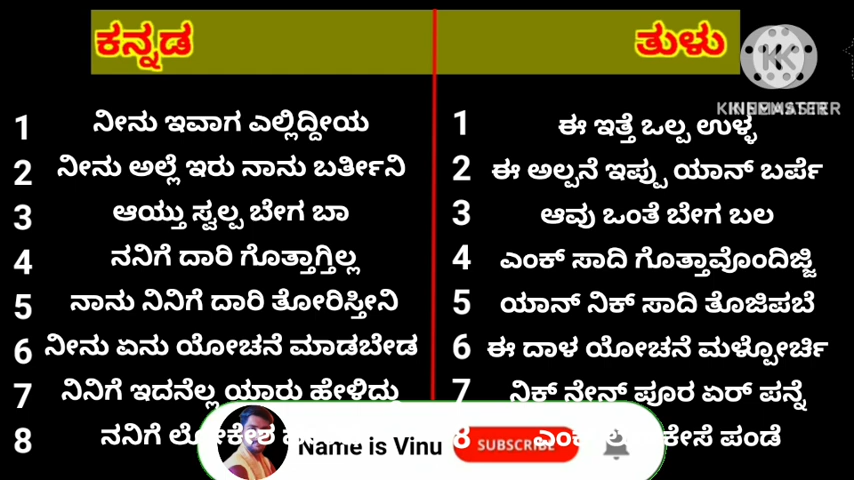 ಕನ್ನಡ ತುಳು
KINEMASTER
1 ನೀನು ಇವಾಗ ಎಲ್ಲಿದ್ದೀಯ 1 ಈ ಇತ್ತೆ ಒಲ್ಪ ಉಳ್ಳ
2 ನೀನು ಅಲ್ಲೆ ಇರು ನಾನು ಬರ್ತೀನಿ 2 ಈ ಅಲ್ಪನೆ ಇಪ್ಪು ಯಾನ್ ಬರ್ಪೆ
3 ಆಯ್ತು ಸ್ವಲ್ಪ ಬೇಗ ಬಾ 3 ಆವು ಒಂತೆ ಬೇಗ ಬಲ
4 ನನಿಗೆ ದಾರಿ ಗೊತ್ತಾಗ್ತಿಲ್ಲ 4 ಎಂಕ್ ಸಾದಿ ಗೊತ್ತಾವೊಂದಿಜ್ಜಿ
5 ನಾನು ನಿನಿಗೆ ದಾರಿ ತೋರಿಸ್ತೀನಿ 5 ಯಾನ್ ನಿಕ್ ಸಾದಿ ತೊಜಿಪಬೆ
6 ನೀನು ಏನು ಯೋಚನೆ ಮಾಡಬೇಡ 6 ಈ ದಾಳ ಯೋಚನೆ ಮಳ್ಪೋರ್ಚಿ
7 ನಿನಿಗೆ ಇದನೆಲ್ಲ ಯಾರು ಹೇಳಿದ್ದು 7 ನಿಕ್ ನೇನ್ ಪೂರ ಏರ್ ಪನ್ನೆ
8 ನನಿಗೆ ಲೋಕೇಶ 8 ಪಂಡೆ
Name is Vinu SUBSCRIBE